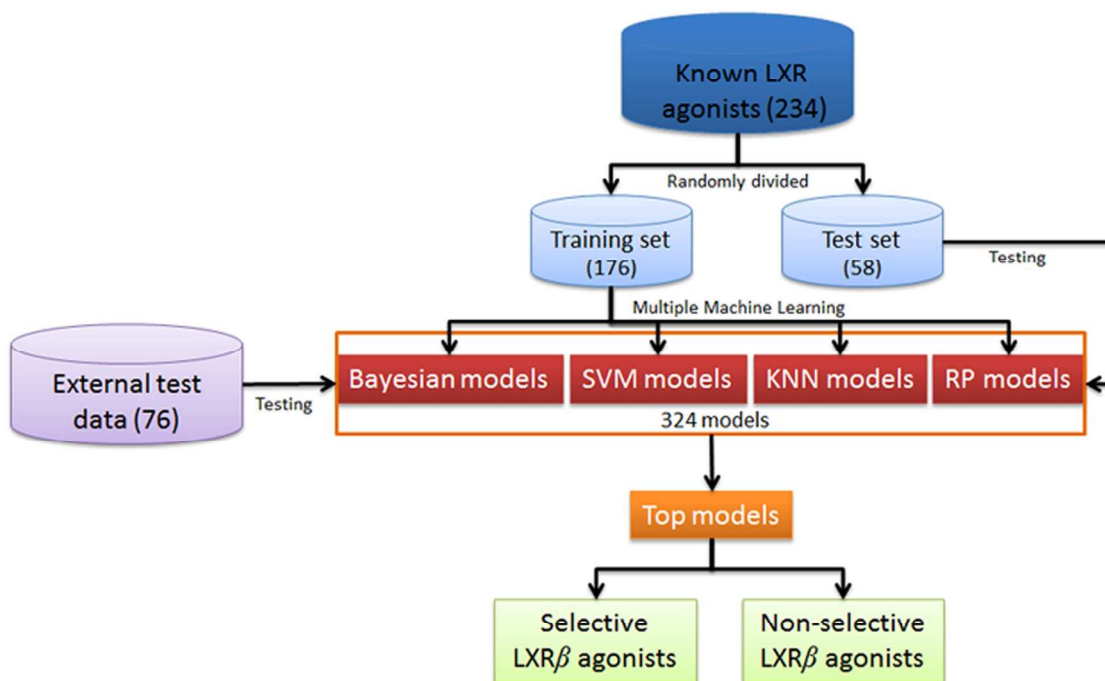 Known LXR
agonists (234)
Randomly divided
Training set
(176)
Test set
(58)
Testing
Multiple Machine Learning
External test
data (76)
Testing
Bayesian models
SVM models
KNN models
RP models
324 models
Top models
Selective
LXRβ agonists
Non-selective
LXRβ agonists